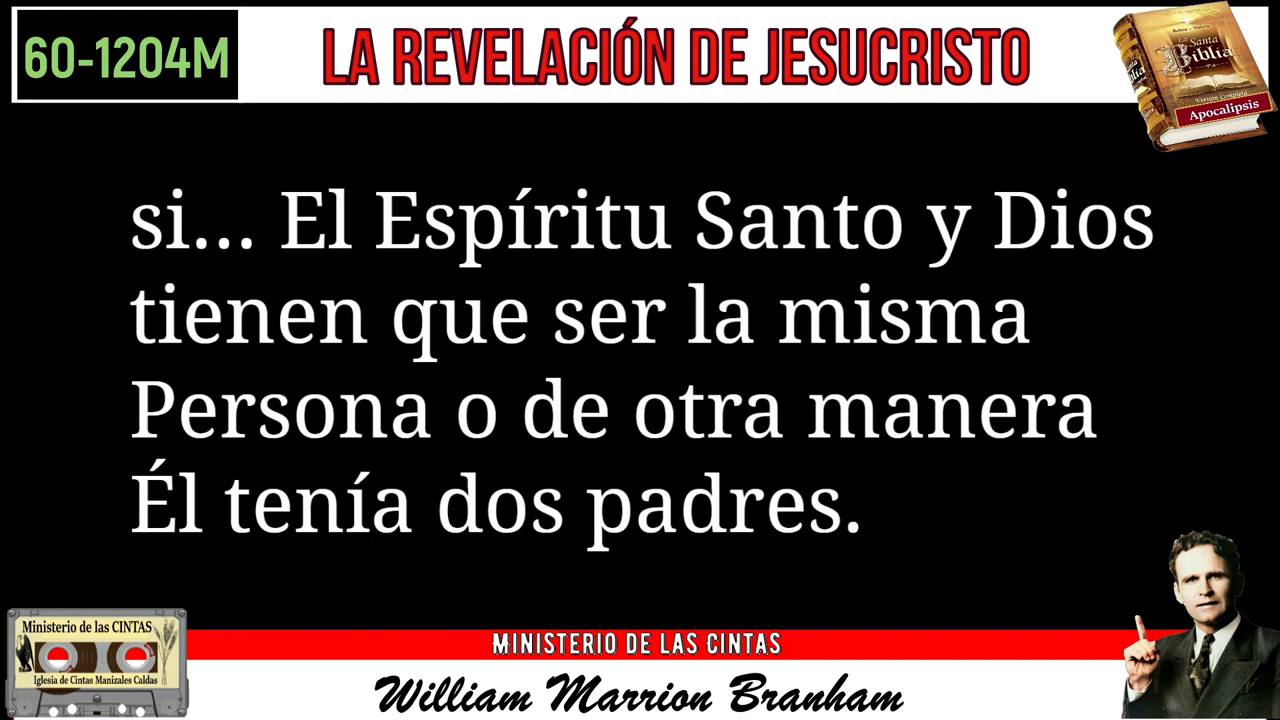 60-1204M
LA REVELACIÓN DE JESUCRISTO
La Santa
Biblia
Versión Completa
Apocalipsis
si... El Espíritu Santo y Dios
tienen que ser la misma
Persona o de otra manera
Él tenía dos padres.
Ministerio de las CINTAS
Iglesia de Cintas Manizales Caldas
MINISTERIO DE LAS CINTAS
William Marrion Branham